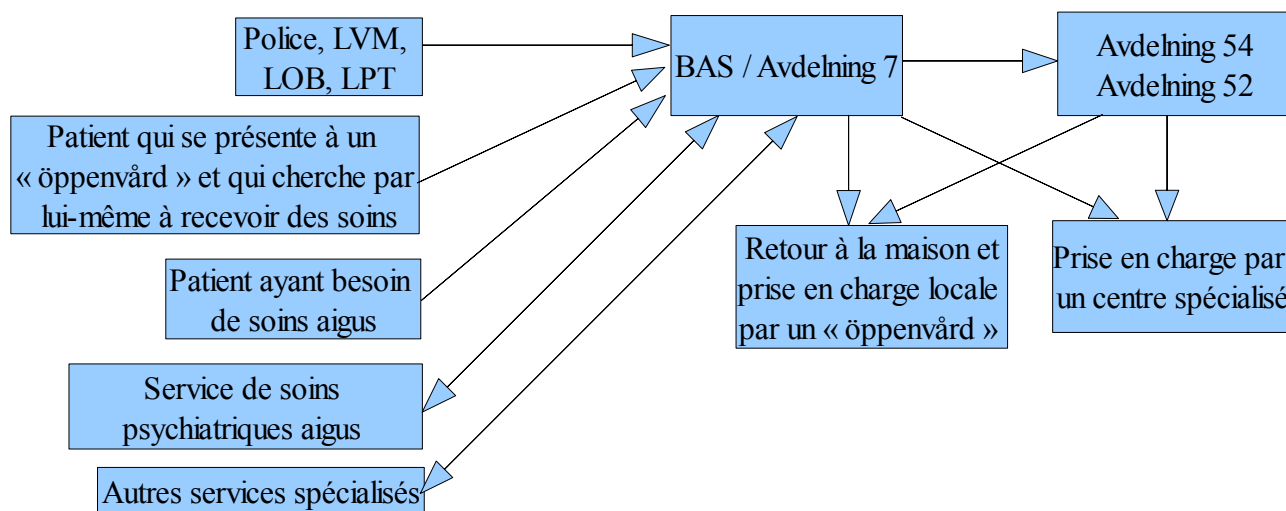 Police, LVM,
LOB, LPT
BAS / Avdelning 7
Avdelning 54
Avdelning 52
Patient qui se présente à un
« öppenvård » et qui cherche par
lui-même à recevoir des soins
Patient ayant besoin
de soins aigus
Retour à la maison et
prise en charge locale
par un « öppenvård »
Prise en charge par
un centre spécialisé
Service de soins
psychiatriques aigus
Autres services spécialisés